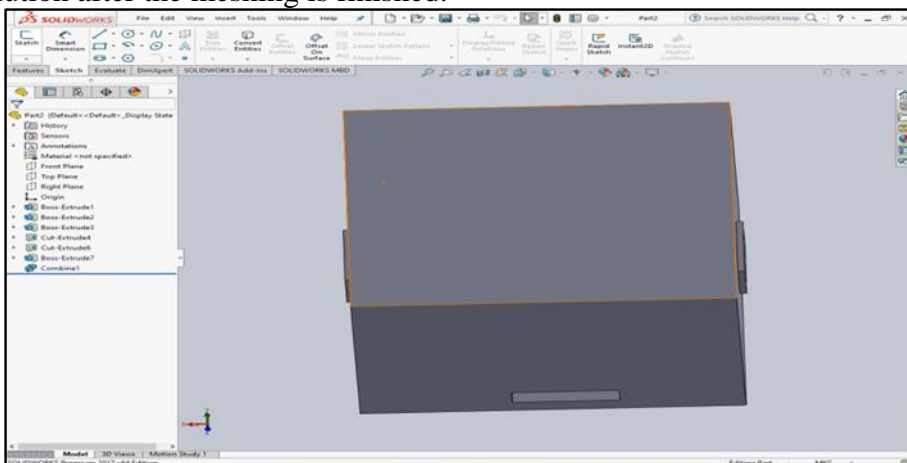 uation after the meshing is finished.
SOLIDWORKS File Edit View Insert Tools Window Help Part2 Search SOLIDWORKS Help
Sketch Smart Dimension Trim Entities Convert Entities Offset Entities Offset On Surface Mirror Entities
Linear Sketch Pattern
Move Entities
Display/Delete Relations Repair Sketch Quick Snaps Rapid Sketch Instant2D Shaded Sketch Contours
Features Sketch Evaluate DimXpert SOLIDWORKS Add-Ins SOLIDWORKS MBD
Part2 (Default<<Default>_Display State
History
Sensors
Annotations
Material <not specified>
Front Plane
Top Plane
Right Plane
Origin
Boss-Extrude1
Boss-Extrude2
Boss-Extrude3
Cut-Extrude4
Cut-Extrude6
Boss-Extrude7
Combine1
Model 3D Views Motion Study 1
SOLIDWORKS Premium 2017 x64 Edition Editing Part MKS